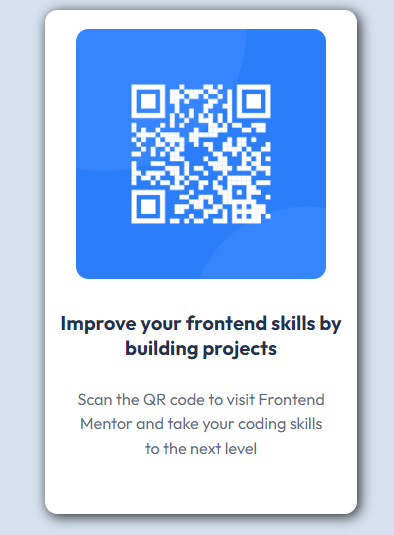 Improve your frontend skills by
building projects
Scan the QR code to visit Frontend
Mentor and take your coding skills
to the next level